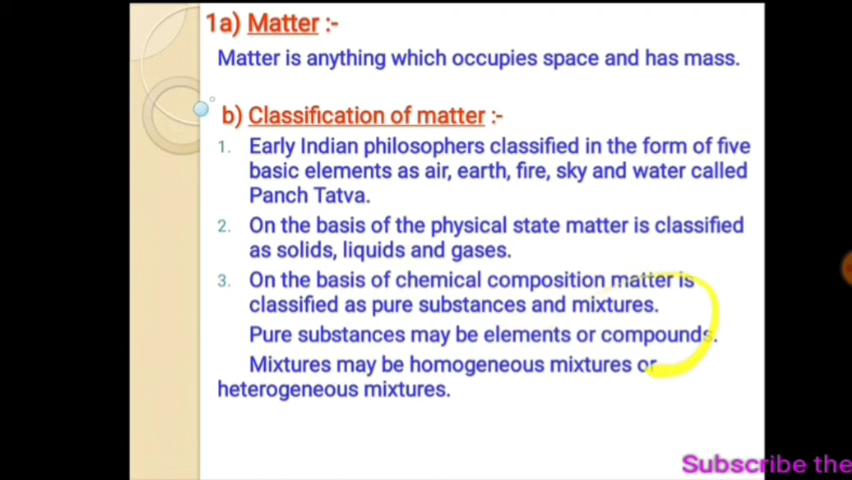 1a) Matter :-
Matter is anything which occupies space and has mass.
b) Classification of matter :-
1. Early Indian philosophers classified in the form of five
basic elements as air, earth, fire, sky and water called
Panch Tatva.
2. On the basis of the physical state matter is classified
as solids, liquids and gases.
3. On the basis of chemical composition matter is
classified as pure substances and mixtures.
Pure substances may be elements or compounds.
Mixtures may be homogeneous mixtures or
heterogeneous mixtures.
Subscribe the